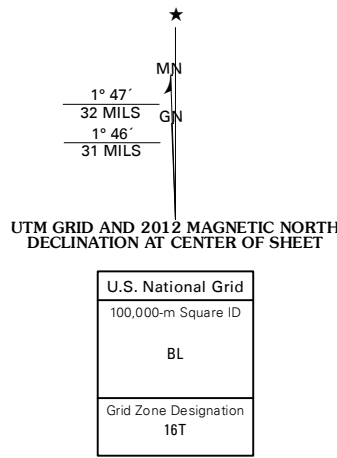 ★
MN
1° 47´
32 MILS
GN
1° 46´
31 MILS
UTM GRID AND 2012 MAGNETIC NORTH
DECLINATION AT CENTER OF SHEET
U.S. National Grid
100,000-m Square ID
BL
Grid Zone Designation
16T